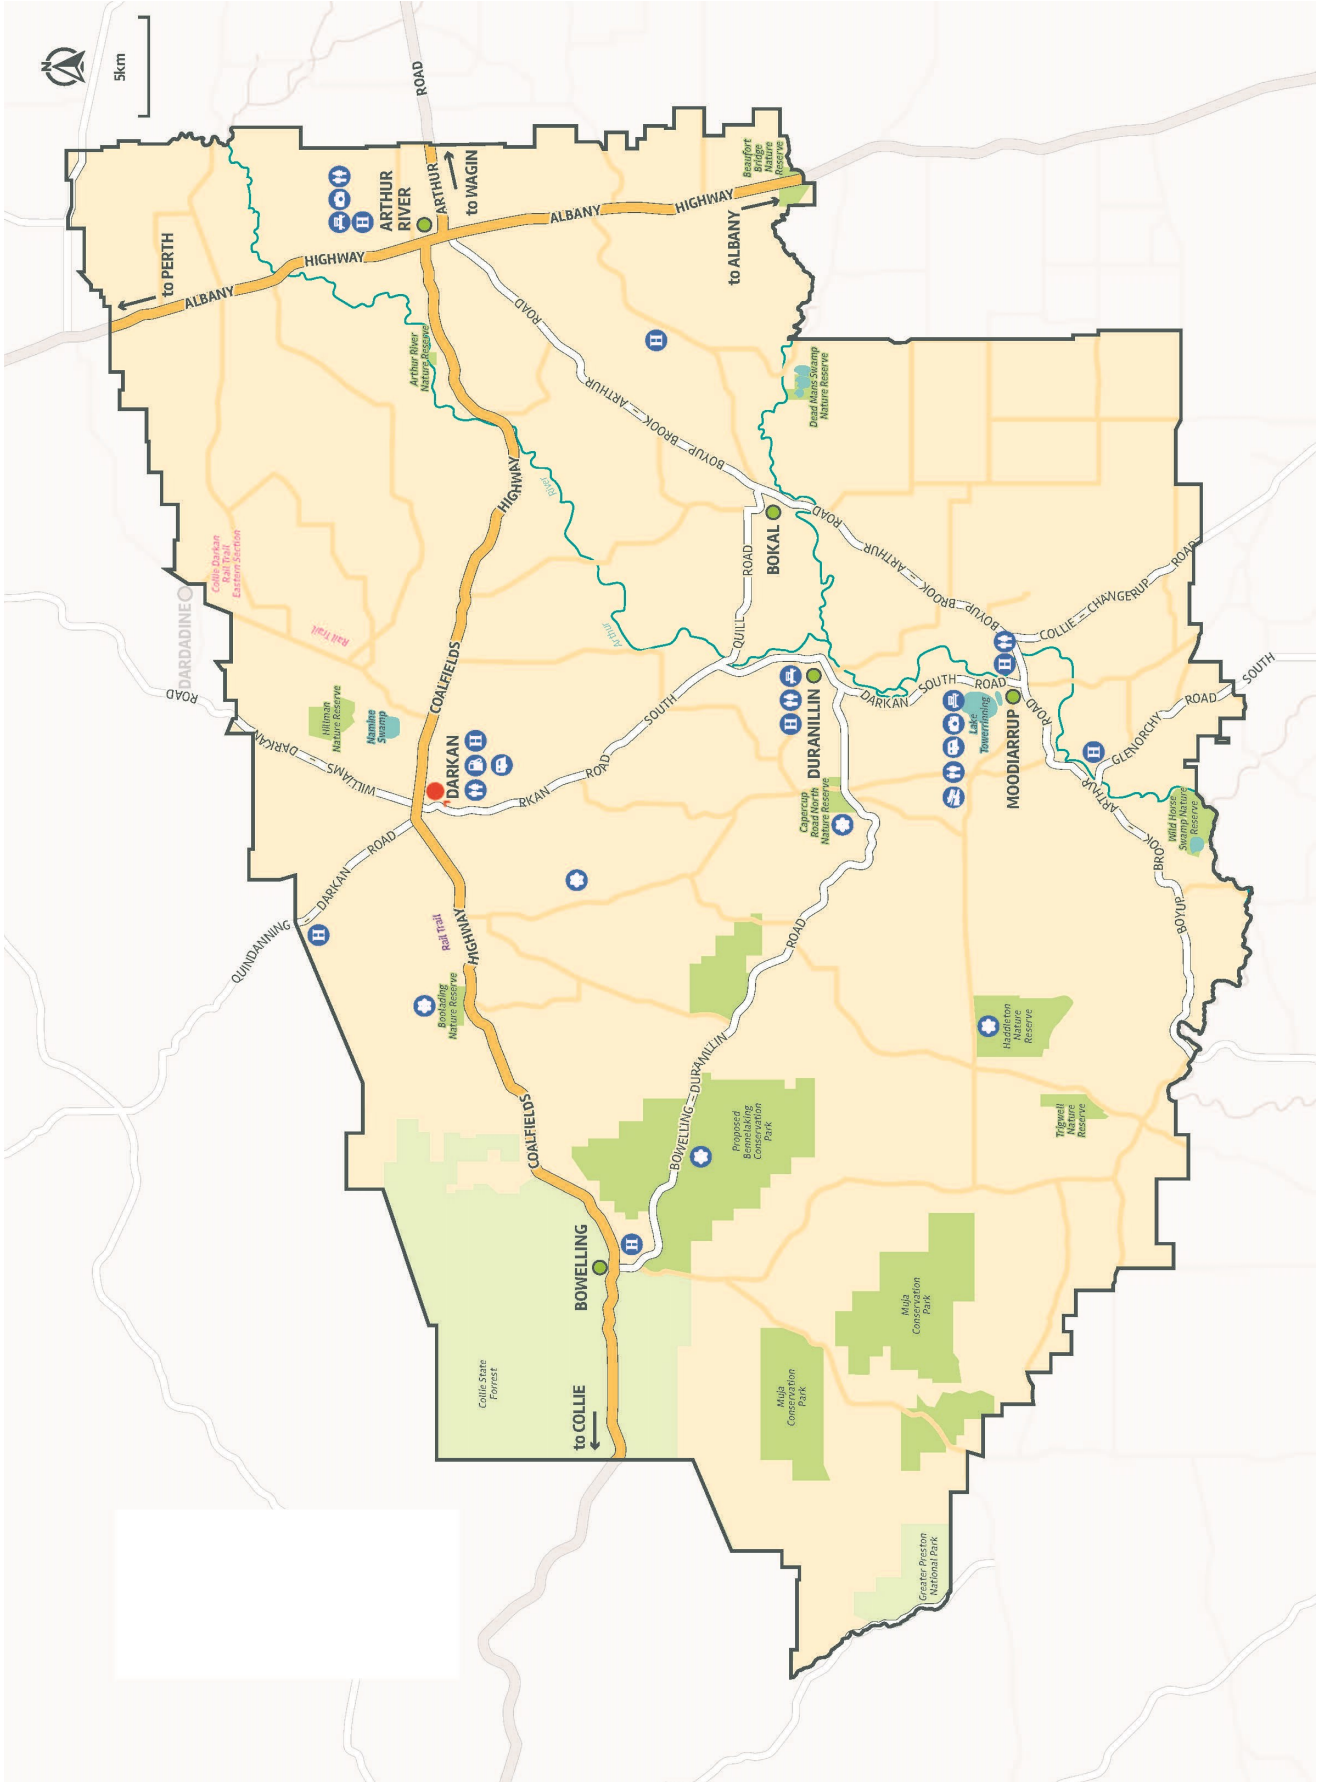 N
5km
ROAD
to PERTH
ALBANY
HIGHWAY
ARTHUR
RIVER
ARTHUR
to WAGIN
ALBANY
HIGHWAY
to ALBANY
Beaufort
Bridge
Nature
Reserve
Arthur River
Nature Reserve
ROAD
BOYUP BROOK – ARTHUR
Dead Mans Swamp
Nature Reserve
HIGHWAY
River
Arthur
Collie Darkan
Rail Trail
Eastern Section
Rail Trail
DARDADINE
ROAD
WILLIAMS – DARKAN
Hillman
Nature Reserve
Namine
Swamp
COALFIELDS
DARKAN
RKAN
ROAD
SOUTH
QUILL
ROAD
BOKAL
ROAD
BOYUP BROOK – ARTHUR
COLLIE – CHANGERUP
ROAD
DURANILLIN
DARKAN
SOUTH
ROAD
Lake
Towerrinning
MOODIARRUP
ROAD
GLENORCHY
ROAD
SOUTH
ARTHUR
BROOK –
BOYUP
Wild Horse
Swamp Nature
Reserve
Capercup
Road North
Nature Reserve
QUINDANNING – DARKAN
ROAD
Rail Trail
HIGHWAY
Boolading
Nature Reserve
COALFIELDS
ROAD
BOWELLING – DURANILLIN
Proposed
Bennelaking
Conservation
Park
Haddleton
Nature
Reserve
Trigwell
Nature
Reserve
BOWELLING
Collie State
Forrest
to COLLIE
Muja
Conservation
Park
Muja
Conservation
Park
Greater Preston
National Park
H
H
H
H
H
H
H
H